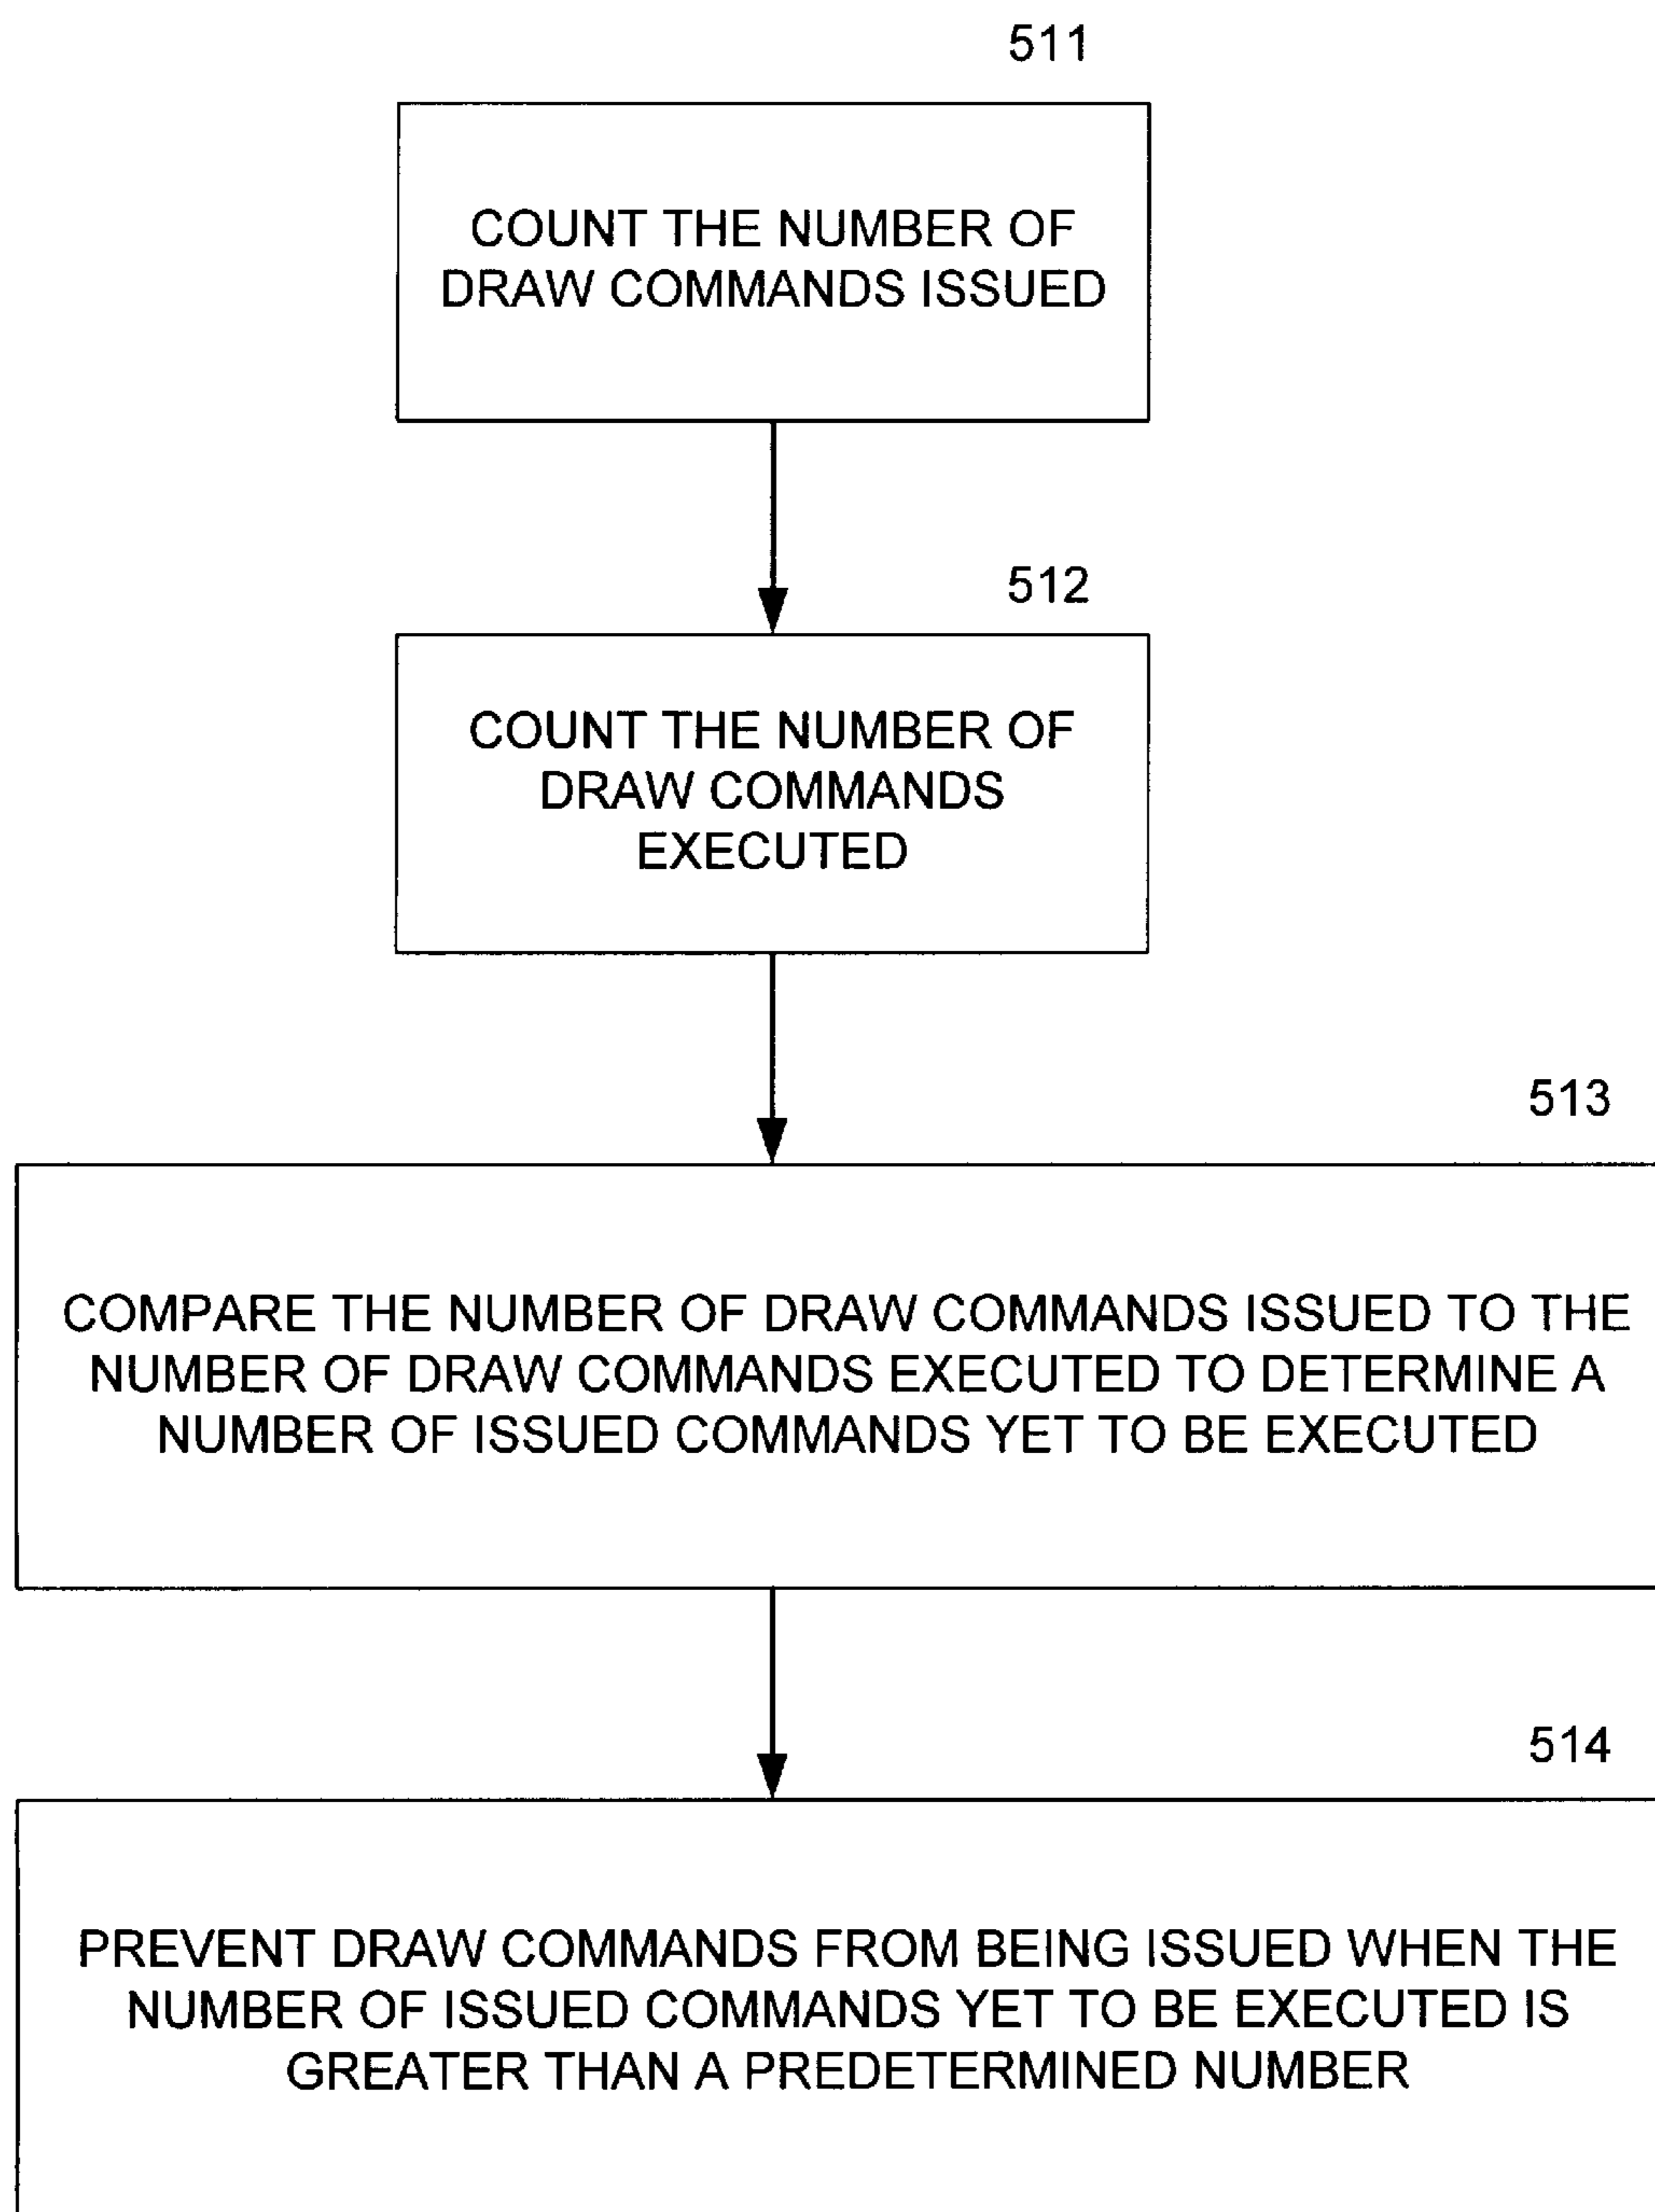 511
COUNT THE NUMBER OF
DRAW COMMANDS ISSUED
512
COUNT THE NUMBER OF
DRAW COMMANDS
EXECUTED
513
COMPARE THE NUMBER OF DRAW COMMANDS ISSUED TO THE
NUMBER OF DRAW COMMANDS EXECUTED TO DETERMINE A
NUMBER OF ISSUED COMMANDS YET TO BE EXECUTED
514
PREVENT DRAW COMMANDS FROM BEING ISSUED WHEN THE
NUMBER OF ISSUED COMMANDS YET TO BE EXECUTED IS
GREATER THAN A PREDETERMINED NUMBER